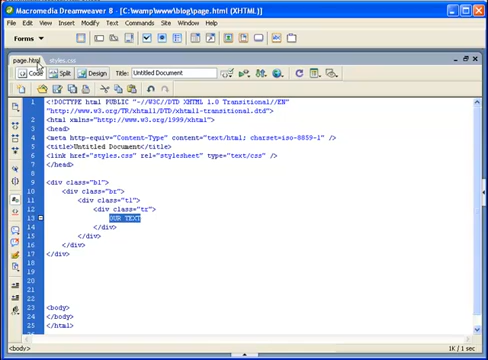 Macromedia Dreamweaver 8 - [C:\wamp\www\blog\page.html (XHTML)]
File Edit View Insert Modify Text Commands Site Window Help
Forms
page.html styles.css
Code Split Design Title: Untitled Document
1 <!DOCTYPE html PUBLIC "-//W3C//DTD XHTML 1.0 Transitional//EN"
"http://www.w3.org/TR/xhtml1/DTD/xhtml1-transitional.dtd">
2 <html xmlns="http://www.w3.org/1999/xhtml">
3 <head>
4 <meta http-equiv="Content-Type" content="text/html; charset=iso-8859-1" />
5 <title>Untitled Document</title>
6 <link href="styles.css" rel="stylesheet" type="text/css" />
7 </head>
8
9 <div class="bl">
10 <div class="br">
11 <div class="tl">
12 <div class="tr">
13 OUR TEXT
14 </div>
15 </div>
16 </div>
17 </div>
18
19
20
21
22
23 <body>
24 </body>
25 </html>
<body>
1K / 1 sec